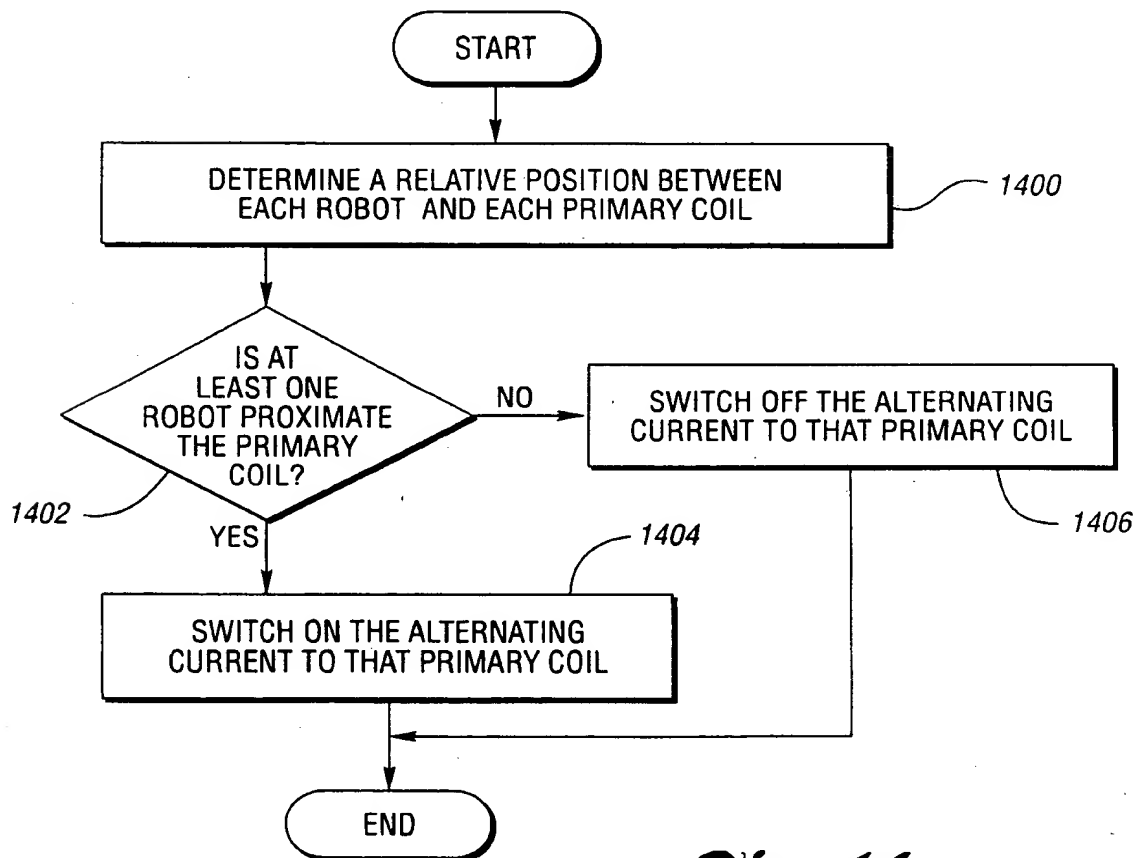 START
DETERMINE A RELATIVE POSITION BETWEEN
EACH ROBOT AND EACH PRIMARY COIL
1400
IS AT
LEAST ONE
ROBOT PROXIMATE
THE PRIMARY
COIL?
1402
NO
SWITCH OFF THE ALTERNATING
CURRENT TO THAT PRIMARY COIL
1406
YES
1404
SWITCH ON THE ALTERNATING
CURRENT TO THAT PRIMARY COIL
END